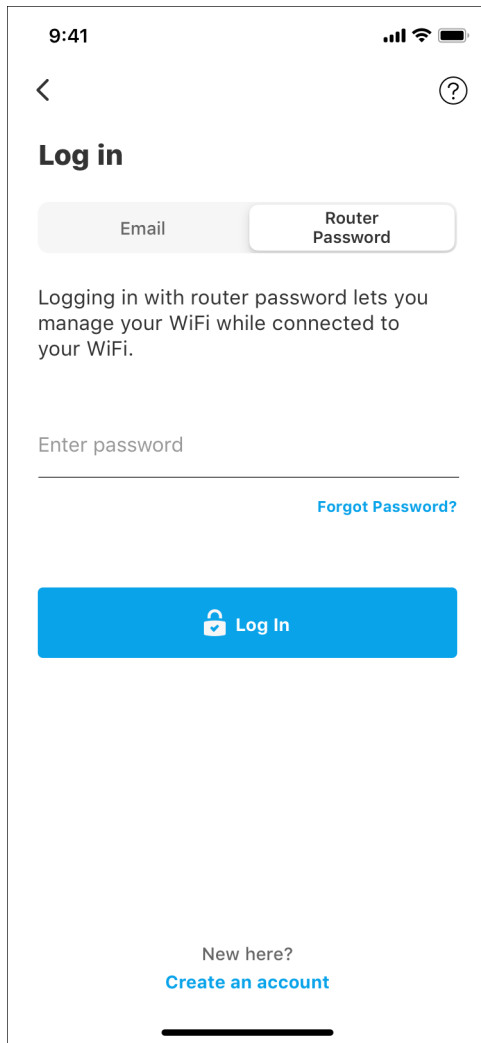 9:41
?
Log in
Email
Router
Password
Logging in with router password lets you
manage your WiFi while connected to
your WiFi.
Enter password
Forgot Password?
Log In
New here?
Create an account